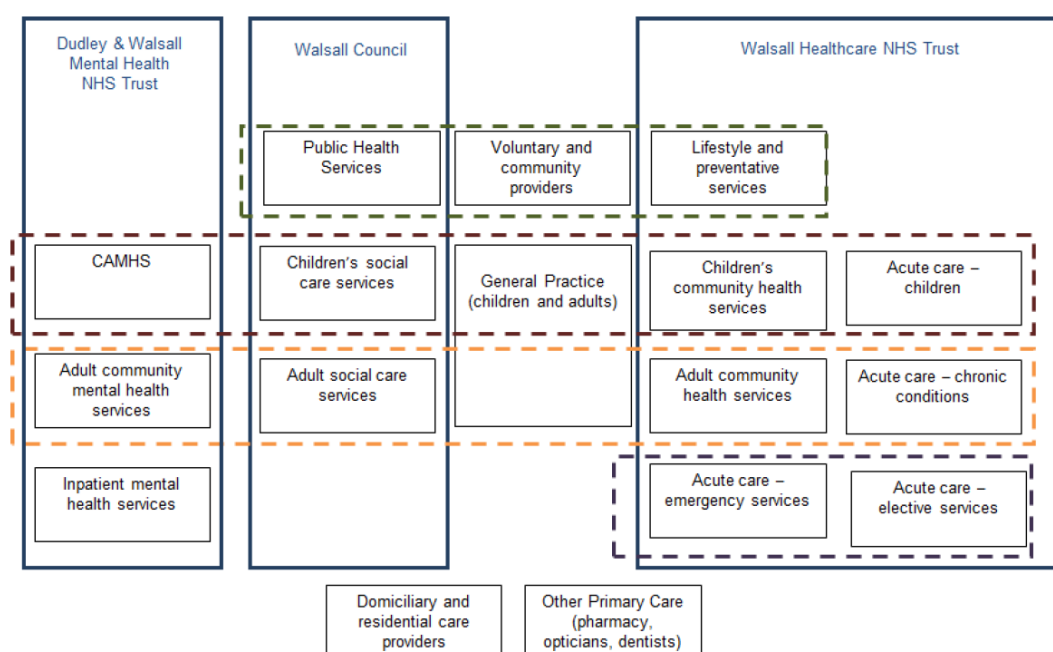 Dudley & Walsall
Mental Health
NHS Trust
Walsall Council
Walsall Healthcare NHS Trust
Public Health
Services
Voluntary and
community
providers
Lifestyle and
preventative
services
CAMHS
Children's social
care services
General Practice
(children and adults)
Children's
community health
services
Acute care –
children
Adult community
mental health
services
Adult social care
services
Adult community
health services
Acute care – chronic
conditions
Inpatient mental
health services
Acute care –
emergency services
Acute care –
elective services
Domiciliary and
residential care
providers
Other Primary Care
(pharmacy,
opticians, dentists)